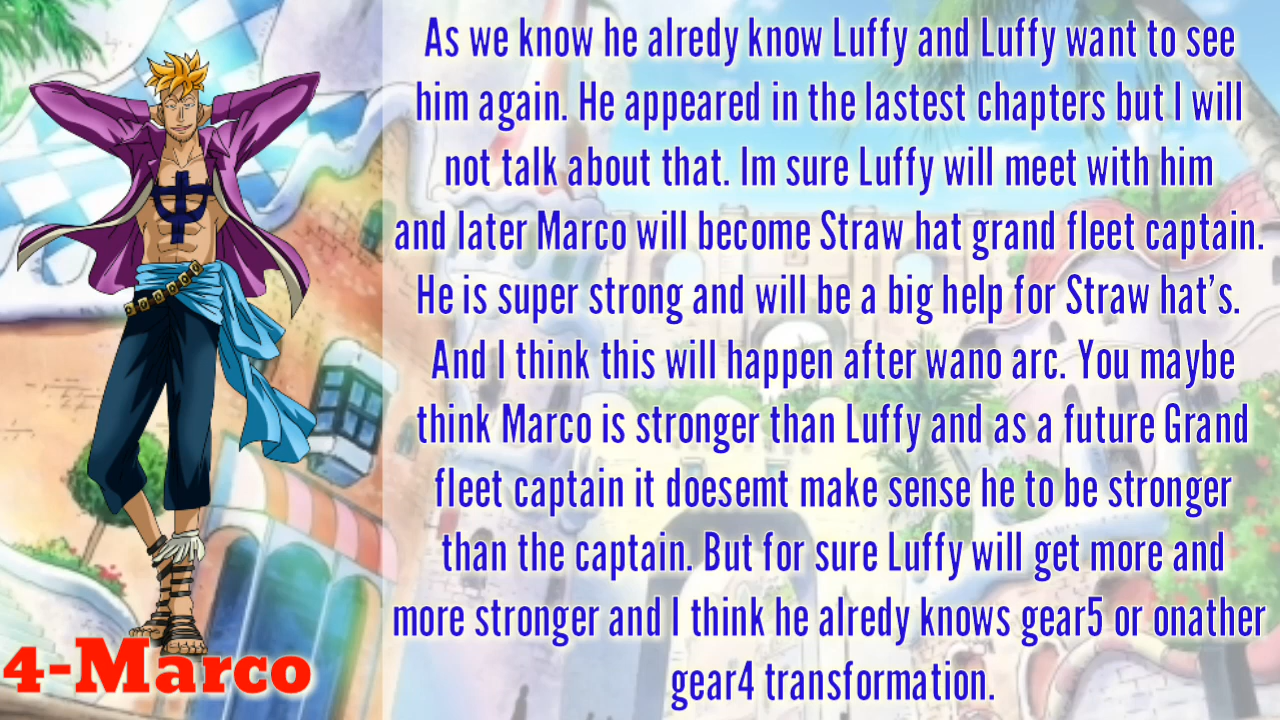 As we know he alredy know Luffy and Luffy want to see
him again. He appeared in the lastest chapters but I will
not talk about that. Im sure Luffy will meet with him
and later Marco will become Straw hat grand fleet captain.
He is super strong and will be a big help for Straw hat's.
And I think this will happen after wano arc. You maybe
think Marco is stronger than Luffy and as a future Grand
fleet captain it doesemt make sense he to be stronger
than the captain. But for sure Luffy will get more and
more stronger and I think he alredy knows gear5 or onather
gear4 transformation.
4-Marco